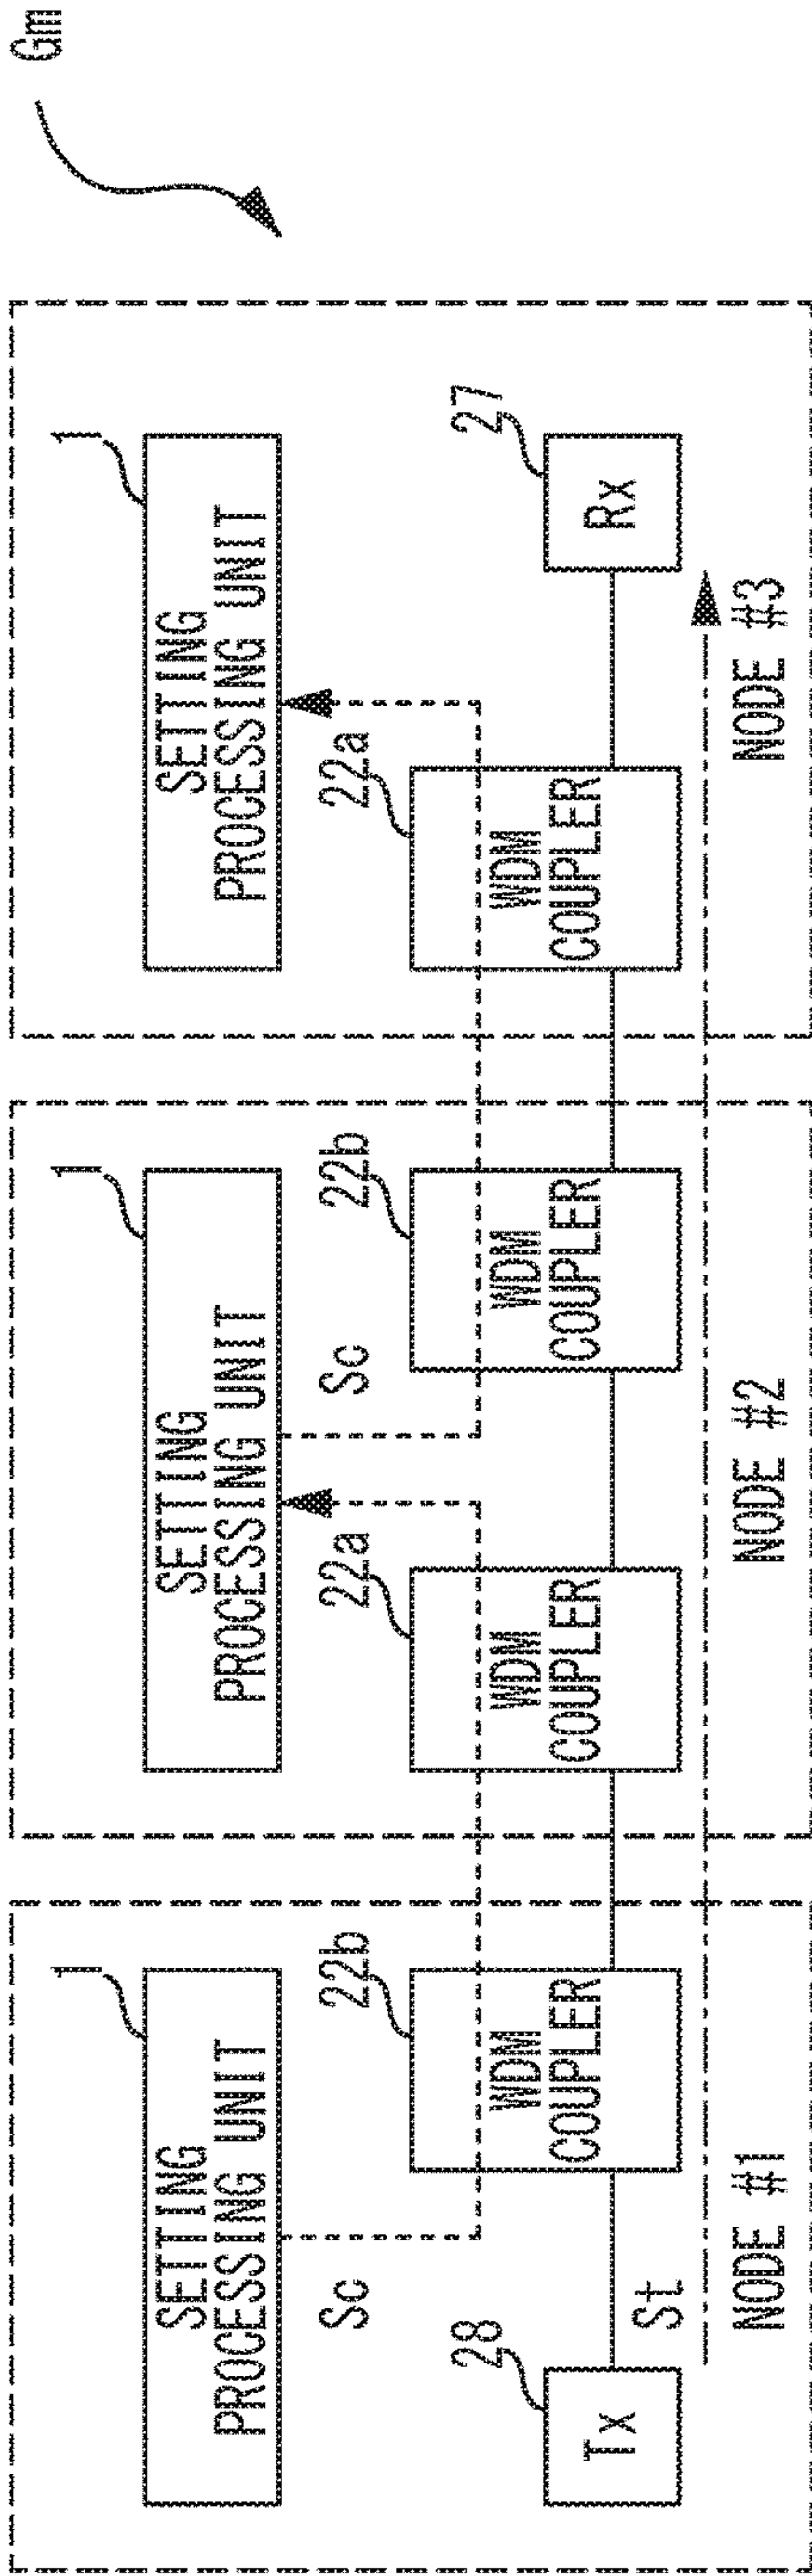 Gm
1
SETTING
PROCESSING UNIT
Sc
22b
WDM
COUPLER
28
Tx
St
NODE #1
1
SETTING
PROCESSING UNIT
22a
Sc
22b
WDM
COUPLER
WDM
COUPLER
NODE #2
1
SETTING
PROCESSING UNIT
22a
WDM
COUPLER
27
Rx
NODE #3